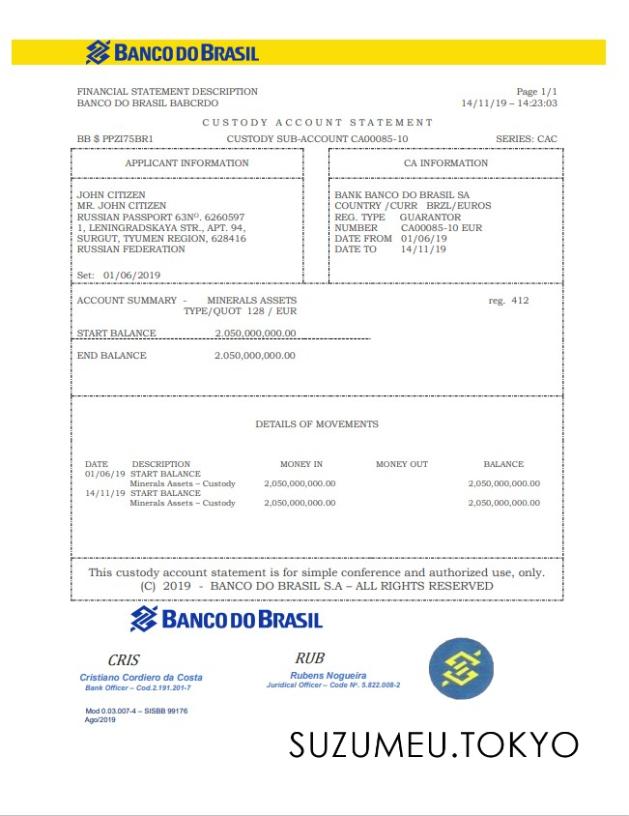 BANCO DO BRASIL
FINANCIAL STATEMENT DESCRIPTION Page 1/1
BANCO DO BRASIL BABCRDO 14/11/19 – 14:23:03
CUSTODY ACCOUNT STATEMENT
BB $ PPZI75BR1 CUSTODY SUB-ACCOUNT CA00085-10 SERIES: CAC
APPLICANT INFORMATION
JOHN CITIZEN
MR. JOHN CITIZEN
RUSSIAN PASSPORT 63Nº. 6260597
1, LENINGRADSKAYA STR., APT. 94,
SURGUT, TYUMEN REGION, 628416
RUSSIAN FEDERATION
Set: 01/06/2019
CA INFORMATION
BANK BANCO DO BRASIL SA
COUNTRY /CURR BRZL/EUROS
REG. TYPE GUARANTOR
NUMBER CA00085-10 EUR
DATE FROM 01/06/19
DATE TO 14/11/19
ACCOUNT SUMMARY - MINERALS ASSETS reg. 412
TYPE/QUOT 128 / EUR
START BALANCE 2.050,000,000.00
END BALANCE 2.050,000,000.00
DETAILS OF MOVEMENTS
DATE DESCRIPTION MONEY IN MONEY OUT BALANCE
01/06/19 START BALANCE
Minerals Assets – Custody 2,050,000,000.00 2,050,000,000.00
14/11/19 START BALANCE
Minerals Assets – Custody 2,050,000,000.00 2,050,000,000.00
This custody account statement is for simple conference and authorized use, only.
(C) 2019 - BANCO DO BRASIL S.A – ALL RIGHTS RESERVED
BANCO DO BRASIL
CRIS
Cristiano Cordiero da Costa
Bank Officer – Cod.2.191.201-7
RUB
Rubens Nogueira
Juridical Officer – Code Nº. 5.822.008-2
Mod 0.03.007-4 – SISBB 99176
Ago/2019
SUZUMEU.TOKYO